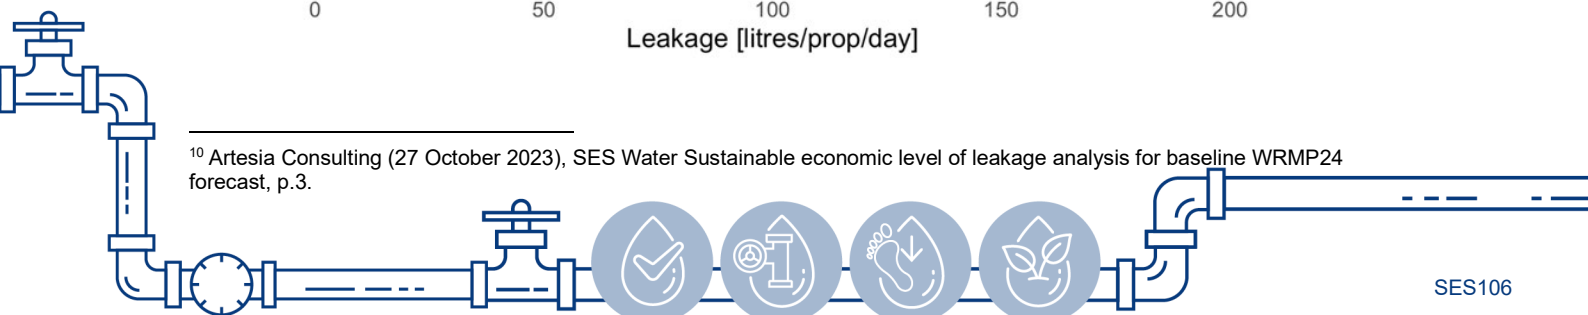 0 50 100 150 200
Leakage [litres/prop/day]
10 Artesia Consulting (27 October 2023), SES Water Sustainable economic level of leakage analysis for baseline WRMP24
forecast, p.3.
SES106